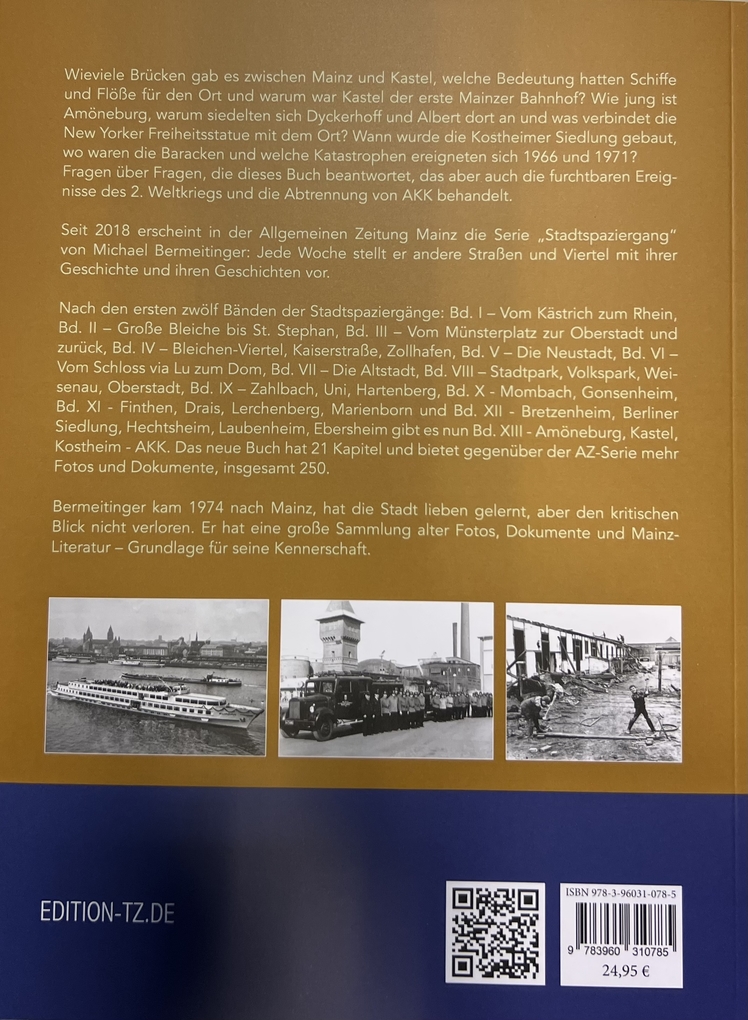 Wieviele Brücken gab es zwischen Mainz und Kastel, welche Bedeutung hatten Schiffe
und Flöße für den Ort und warum war Kastel der erste Mainzer Bahnhof? Wie jung ist
Amöneburg, warum siedelten sich Dyckerhoff und Albert dort an und was verbindet die
New Yorker Freiheitsstatue mit dem Ort? Wann wurde die Kostheimer Siedlung gebaut,
wo waren die Baracken und welche Katastrophen ereigneten sich 1966 und 1971?
Fragen über Fragen, die dieses Buch beantwortet, das aber auch die furchtbaren Ereig-
nisse des 2. Weltkriegs und die Abtrennung von AKK behandelt.
Seit 2018 erscheint in der Allgemeinen Zeitung Mainz die Serie „Stadtspaziergang"
von Michael Bermeitinger: Jede Woche stellt er andere Straßen und Viertel mit ihrer
Geschichte und ihren Geschichten vor.
Nach den ersten zwölf Bänden der Stadtspaziergänge: Bd. I – Vom Kästrich zum Rhein,
Bd. II – Große Bleiche bis St. Stephan, Bd. III – Vom Münsterplatz zur Oberstadt und
zurück, Bd. IV – Bleichen-Viertel, Kaiserstraße, Zollhafen, Bd. V – Die Neustadt, Bd. VI –
Vom Schloss via Lu zum Dom, Bd. VII – Die Altstadt, Bd. VIII – Stadtpark, Volkspark, Wei-
senau, Oberstadt, Bd. IX – Zahlbach, Uni, Hartenberg, Bd. X - Mombach, Gonsenheim,
Bd. XI - Finthen, Drais, Lerchenberg, Marienborn und Bd. XII - Bretzenheim, Berliner
Siedlung, Hechtsheim, Laubenheim, Ebersheim gibt es nun Bd. XIII - Amöneburg, Kastel,
Kostheim - AKK. Das neue Buch hat 21 Kapitel und bietet gegenüber der AZ-Serie mehr
Fotos und Dokumente, insgesamt 250.
Bermeitinger kam 1974 nach Mainz, hat die Stadt lieben gelernt, aber den kritischen
Blick nicht verloren. Er hat eine große Sammlung alter Fotos, Dokumente und Mainz-
Literatur – Grundlage für seine Kennerschaft.
EDITION-TZ.DE
ISBN 978-3-96031-078-5
9 783960 310785
24,95 €